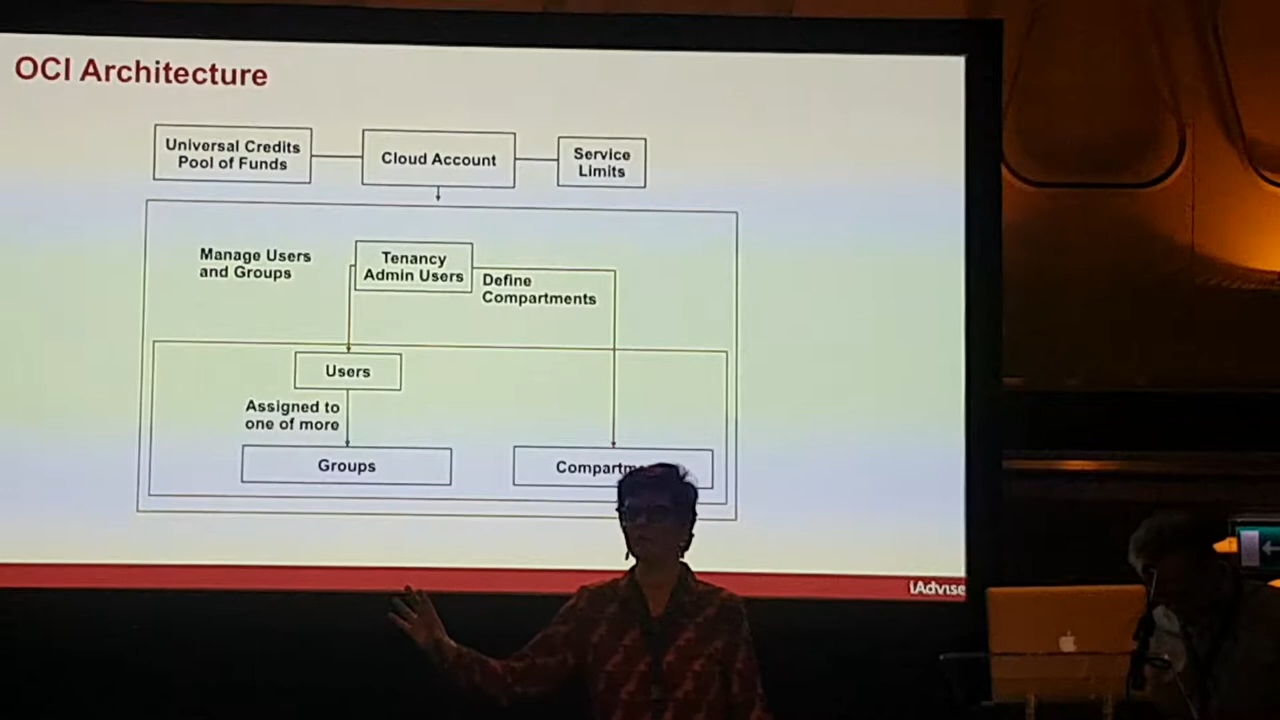 OCI Architecture
Universal Credits
Pool of Funds
Cloud Account
Service
Limits
Manage Users
and Groups
Tenancy
Admin Users
Define
Compartments
Users
Assigned to
one of more
Groups
iAdvise